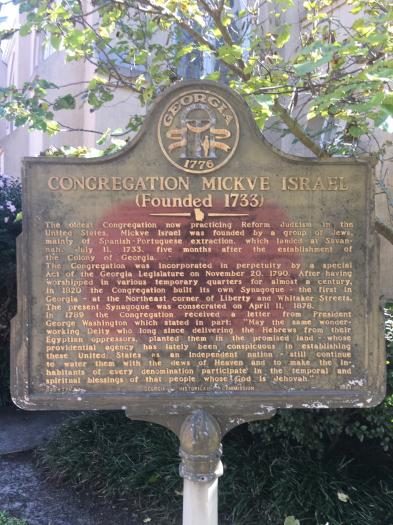 GEORGIA
1776
CONGREGATION MICKVE ISRAEL
(Founded 1733)
The oldest Congregation now practicing Reform Judaism in the
United States, Mickve Israel was founded by a group of Jews,
mainly of Spanish-Portuguese extraction, which landed at Savan-
nah, July 11, 1733, five months after the establishment of
the Colony of Georgia.
The Congregation was incorporated in perpetuity by a special
Act of the Georgia Legislature on November 20, 1790. After having
worshipped in various temporary quarters for almost a century,
in 1820 the Congregation built its own Synagogue - the first in
Georgia - at the Northeast corner of Liberty and Whitaker Streets.
The present Synagogue was consecrated on April 11, 1878.
In 1789 the Congregation received a letter from President
George Washington which stated in part: "May the same wonder-
working Deity who long since delivering the Hebrews from their
Egyptian oppressors, planted them in the promised land - whose
providential agency has lately been conspicuous in establishing
these United States as an independent nation - still continue
to water them with the dews of Heaven and to make the in-
habitants of every denomination participate in the temporal and
spiritual blessings of that people whose God is Jehovah."
GEORGIA HISTORICAL COMMISSION